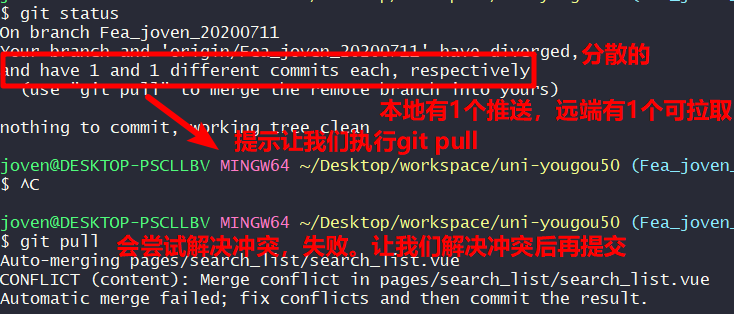 $ git status
On branch Fea_joven_20200711
Your branch and 'origin/Fea_joven_20200711' have diverged,
分散的
and have 1 and 1 different commits each, respectively
(use "git pull" to merge the remote branch into yours)
本地有1个推送，远端有1个可拉取
nothing to commit, working tree clean
提示让我们执行git pull
joven@DESKTOP-PSCLLBV MINGW64 ~/Desktop/workspace/uni-yougou50 (Fea_joven_
$ ^C
joven@DESKTOP-PSCLLBV MINGW64 ~/Desktop/workspace/uni-yougou50 (Fea_joven_
$ git pull
会尝试解决冲突，失败。让我们解决冲突后再提交
Auto-merging pages/search_list/search_list.vue
CONFLICT (content): Merge conflict in pages/search_list/search_list.vue
Automatic merge failed; fix conflicts and then commit the result.